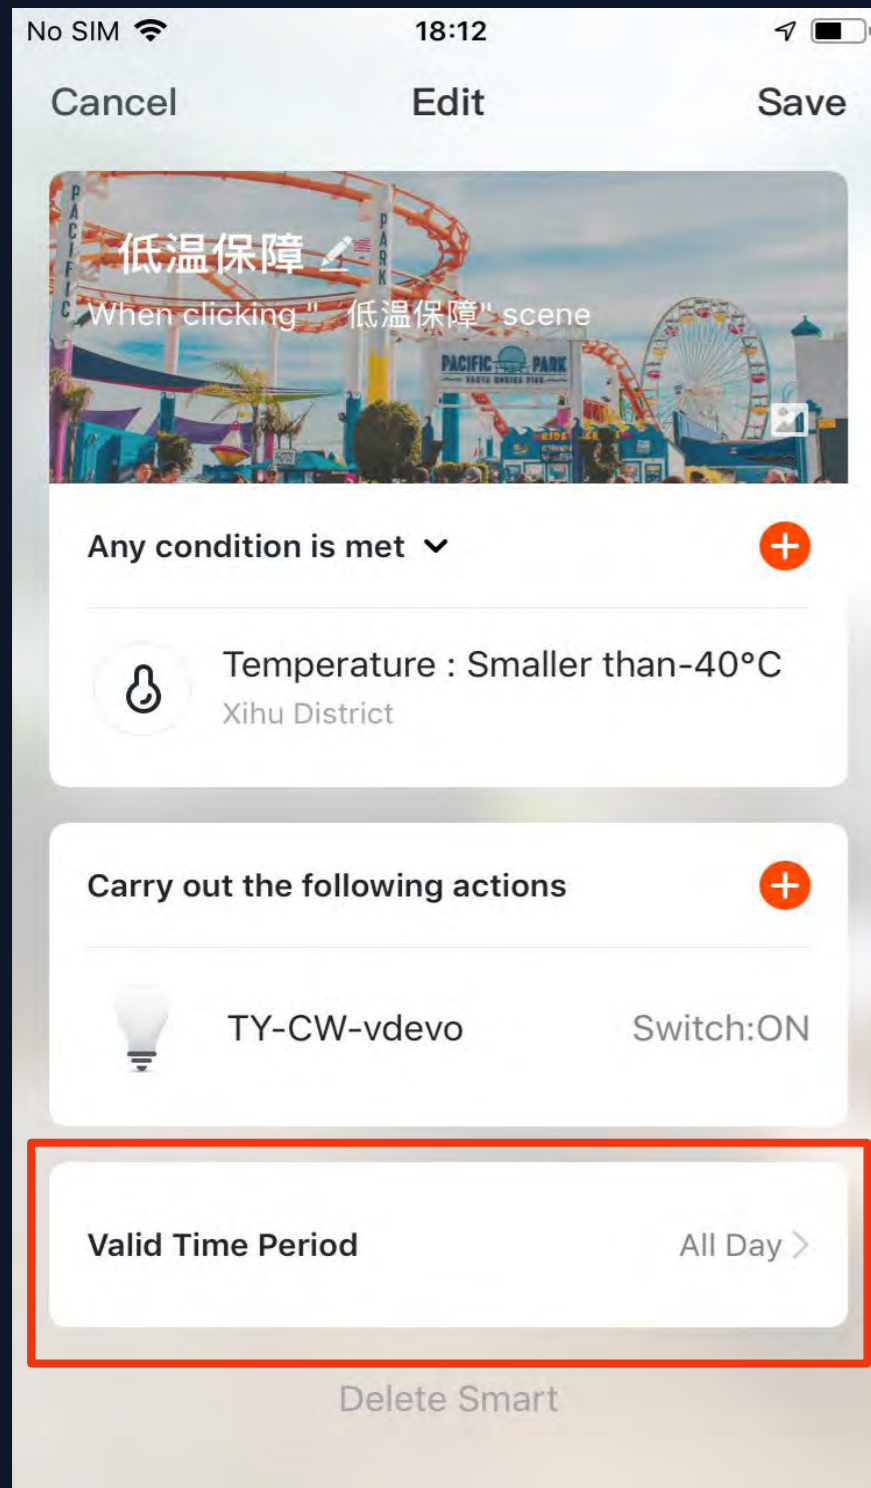 No SIM 18:12
Cancel Edit Save
PACIFIC
PARK
低温保障
When clicking " 低温保障" scene
PACIFIC PARK
Any condition is met
Temperature : Smaller than-40°C
Xihu District
Carry out the following actions
TY-CW-vdevo Switch:ON
Valid Time Period All Day
Delete Smart